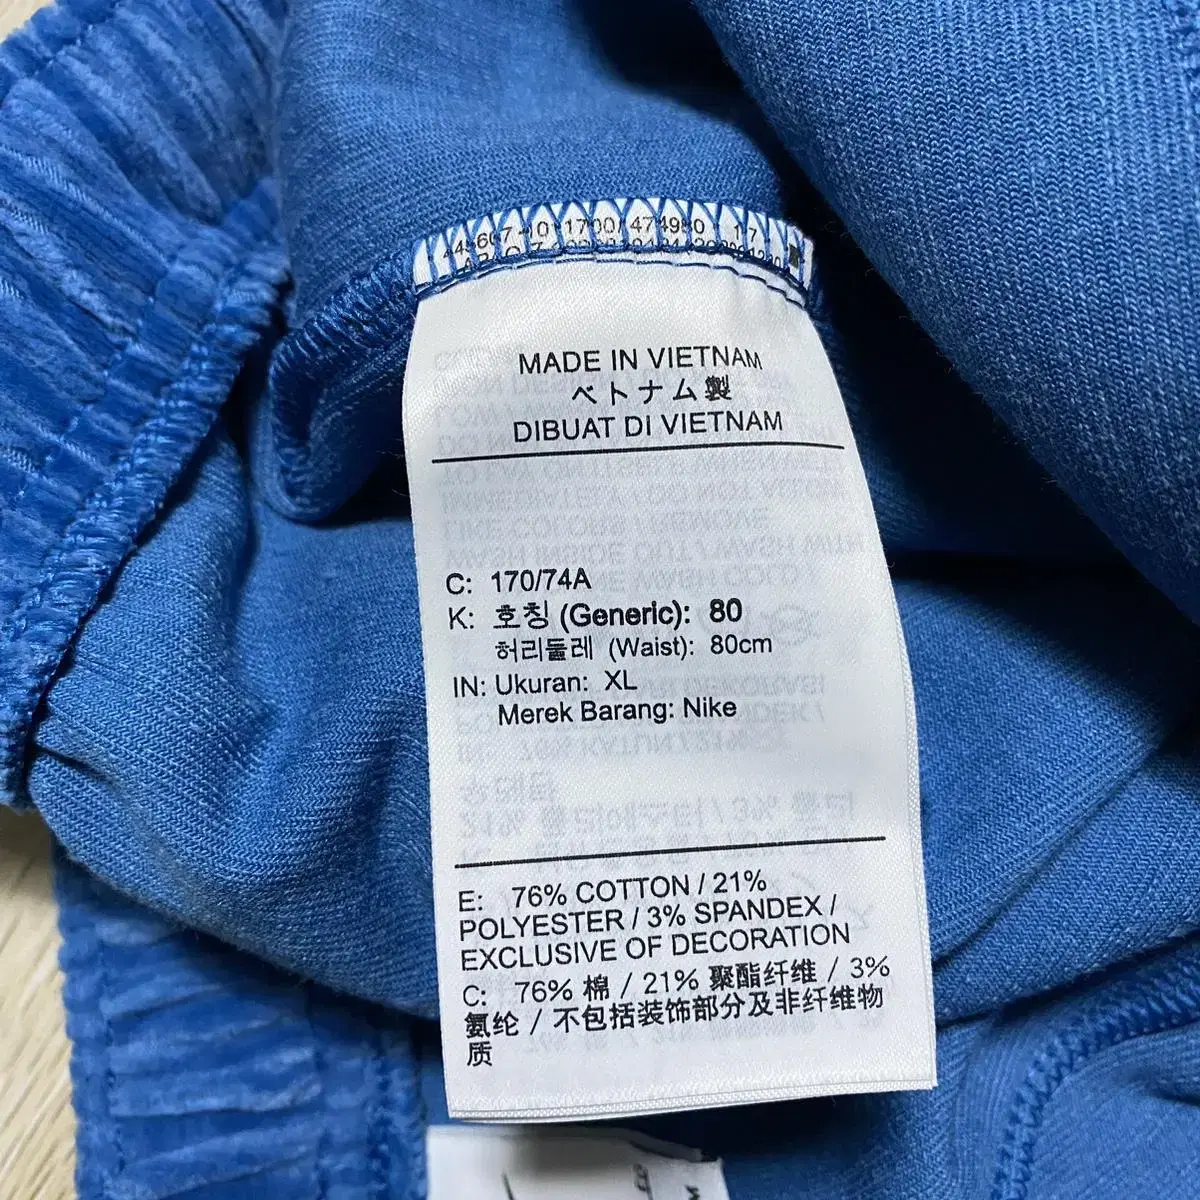 MADE IN VIETNAM
ベトナム製
DIBUAT DI VIETNAM
C: 170/74A
K: 호칭 (Generic): 80
허리둘레 (Waist): 80cm
IN: Ukuran: XL
Merek Barang: Nike
E: 76% COTTON / 21%
POLYESTER / 3% SPANDEX /
EXCLUSIVE OF DECORATION
C: 76% 棉 / 21% 聚酯纤维 / 3%
氨纶 / 不包括装饰部分及非纤维物
质